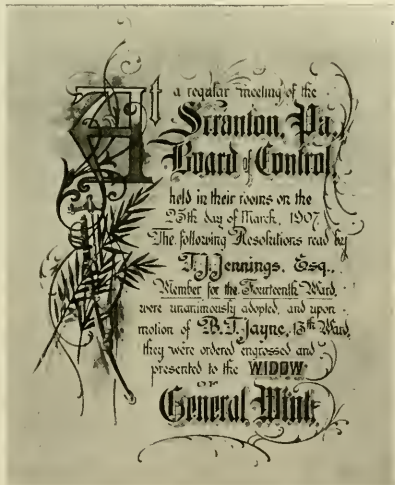 At a regular meeting of the
Scranton, Pa.
Board of Control,
held in their rooms on the
25th day of March, 1907,
The following Resolutions read by
T. J. Jennings, Esq.,
Member for the Fourteenth Ward,
were unanimously adopted, and upon
motion of B. T. Jayne, 13th Ward,
they were ordered engrossed and
presented to the WIDOW
OF
General Mink.